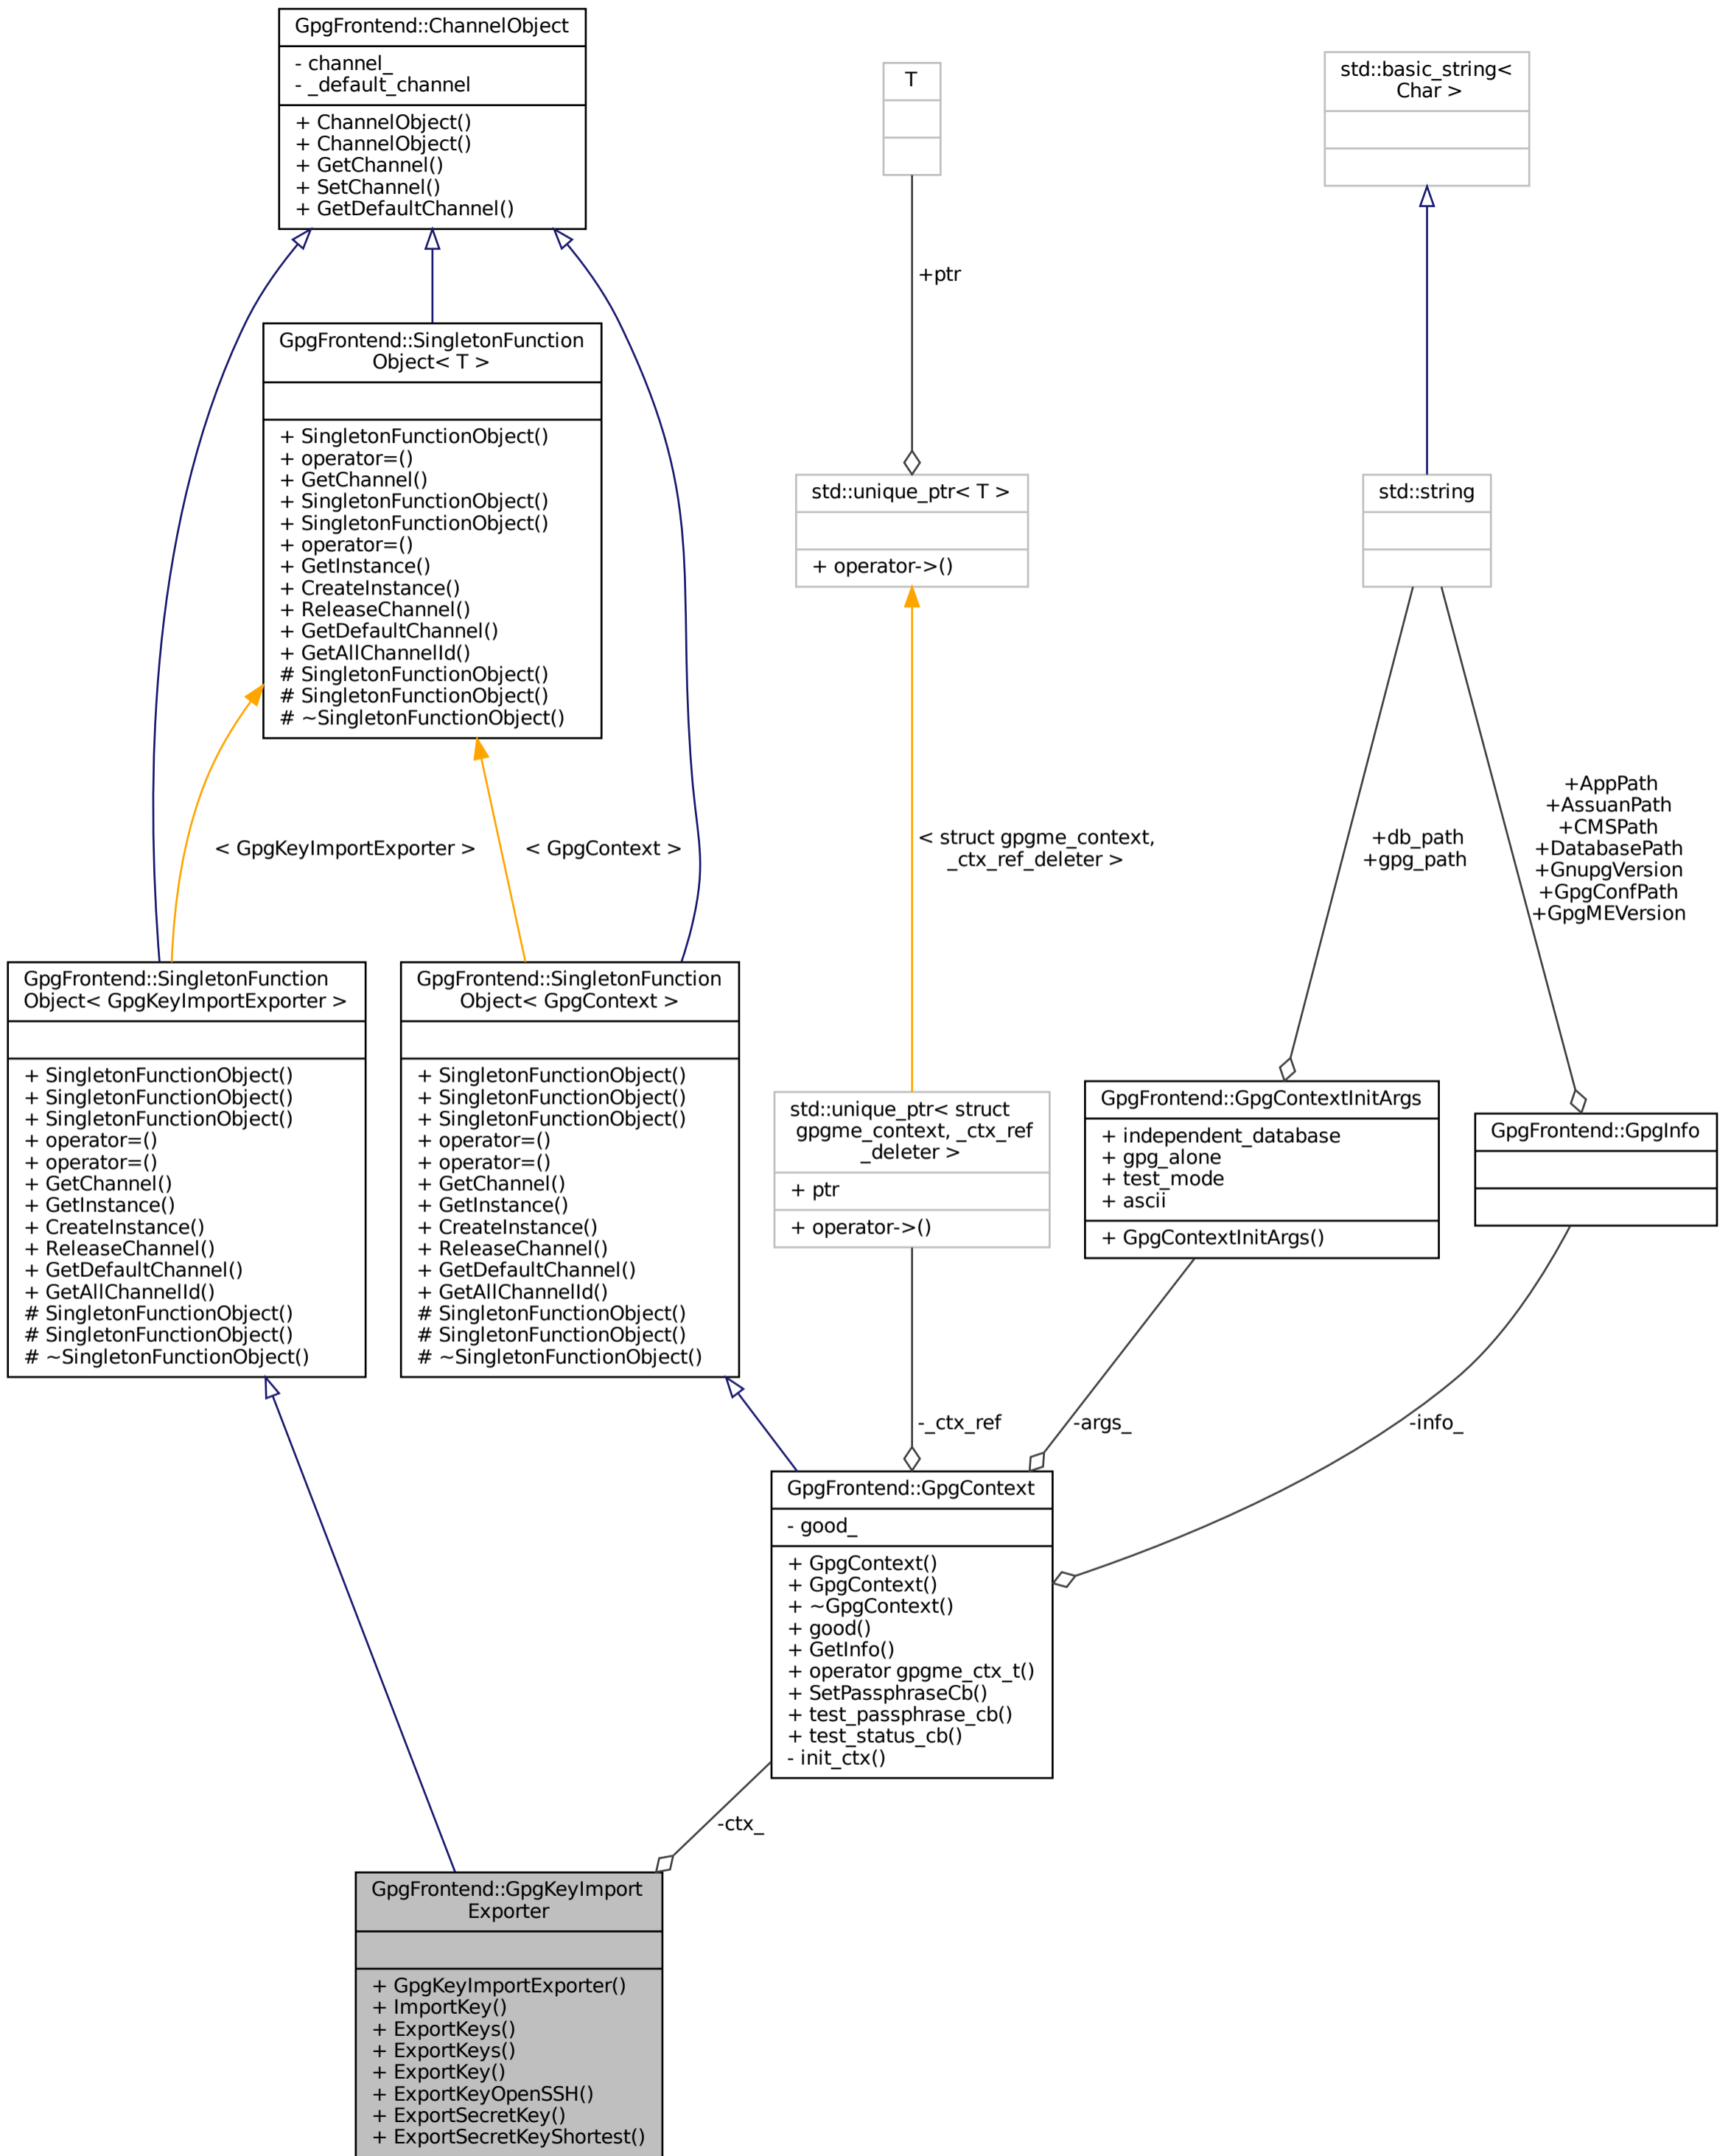 GpgFrontend::ChannelObject
- channel_
- _default_channel
+ ChannelObject()
+ ChannelObject()
+ GetChannel()
+ SetChannel()
+ GetDefaultChannel()
T
std::basic_string<
Char >
+ptr
GpgFrontend::SingletonFunction
Object< T >
+ SingletonFunctionObject()
+ operator=()
+ GetChannel()
+ SingletonFunctionObject()
+ SingletonFunctionObject()
+ operator=()
+ GetInstance()
+ CreateInstance()
+ ReleaseChannel()
+ GetDefaultChannel()
+ GetAllChannelId()
# SingletonFunctionObject()
# SingletonFunctionObject()
# ~SingletonFunctionObject()
std::unique_ptr< T >
+ operator->()
std::string
< GpgKeyImportExporter >
< GpgContext >
< struct gpgme_context,
_ctx_ref_deleter >
+db_path
+gpg_path
+AppPath
+AssuanPath
+CMSPath
+DatabasePath
+GnupgVersion
+GpgConfPath
+GpgMEVersion
GpgFrontend::SingletonFunction
Object< GpgKeyImportExporter >
+ SingletonFunctionObject()
+ SingletonFunctionObject()
+ SingletonFunctionObject()
+ operator=()
+ operator=()
+ GetChannel()
+ GetInstance()
+ CreateInstance()
+ ReleaseChannel()
+ GetDefaultChannel()
+ GetAllChannelId()
# SingletonFunctionObject()
# SingletonFunctionObject()
# ~SingletonFunctionObject()
GpgFrontend::SingletonFunction
Object< GpgContext >
+ SingletonFunctionObject()
+ SingletonFunctionObject()
+ SingletonFunctionObject()
+ operator=()
+ operator=()
+ GetChannel()
+ GetInstance()
+ CreateInstance()
+ ReleaseChannel()
+ GetDefaultChannel()
+ GetAllChannelId()
# SingletonFunctionObject()
# SingletonFunctionObject()
# ~SingletonFunctionObject()
std::unique_ptr< struct
gpgme_context, _ctx_ref
_deleter >
+ ptr
+ operator->()
GpgFrontend::GpgContextInitArgs
+ independent_database
+ gpg_alone
+ test_mode
+ ascii
+ GpgContextInitArgs()
GpgFrontend::GpgInfo
-_ctx_ref
-args_
-info_
GpgFrontend::GpgContext
- good_
+ GpgContext()
+ GpgContext()
+ ~GpgContext()
+ good()
+ GetInfo()
+ operator gpgme_ctx_t()
+ SetPassphraseCb()
+ test_passphrase_cb()
+ test_status_cb()
- init_ctx()
-ctx_
GpgFrontend::GpgKeyImport
Exporter
+ GpgKeyImportExporter()
+ ImportKey()
+ ExportKeys()
+ ExportKeys()
+ ExportKey()
+ ExportKeyOpenSSH()
+ ExportSecretKey()
+ ExportSecretKeyShortest()